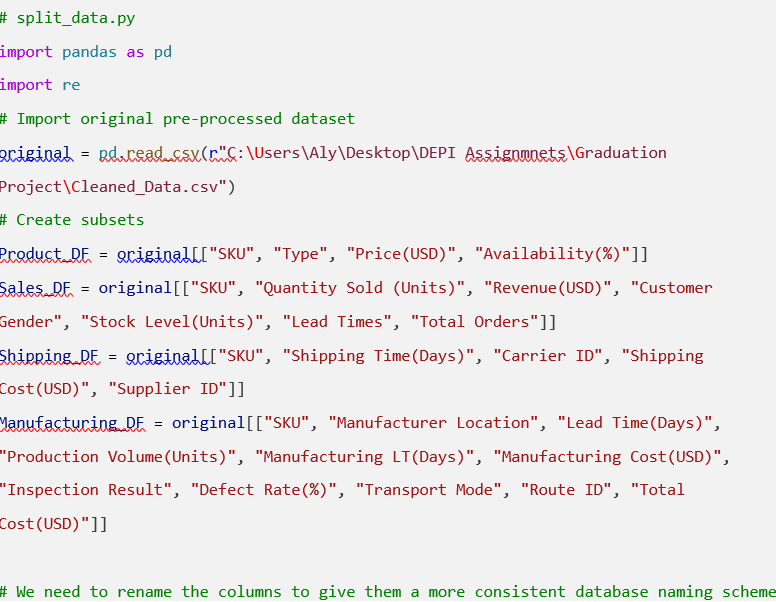 # split_data.py
import pandas as pd
import re
# Import original pre-processed dataset
original = pd.read_csv(r"C:\Users\Aly\Desktop\DEPI Assignmnets\Graduation
Project\Cleaned_Data.csv")
# Create subsets
Product_DF = original[["SKU", "Type", "Price(USD)", "Availability(%)"]]
Sales_DF = original[["SKU", "Quantity Sold (Units)", "Revenue(USD)", "Customer
Gender", "Stock Level(Units)", "Lead Times", "Total Orders"]]
Shipping_DF = original[["SKU", "Shipping Time(Days)", "Carrier ID", "Shipping
Cost(USD)", "Supplier ID"]]
Manufacturing_DF = original[["SKU", "Manufacturer Location", "Lead Time(Days)",
"Production Volume(Units)", "Manufacturing LT(Days)", "Manufacturing Cost(USD)",
"Inspection Result", "Defect Rate(%)", "Transport Mode", "Route ID", "Total
Cost(USD)"]]
# We need to rename the columns to give them a more consistent database naming scheme